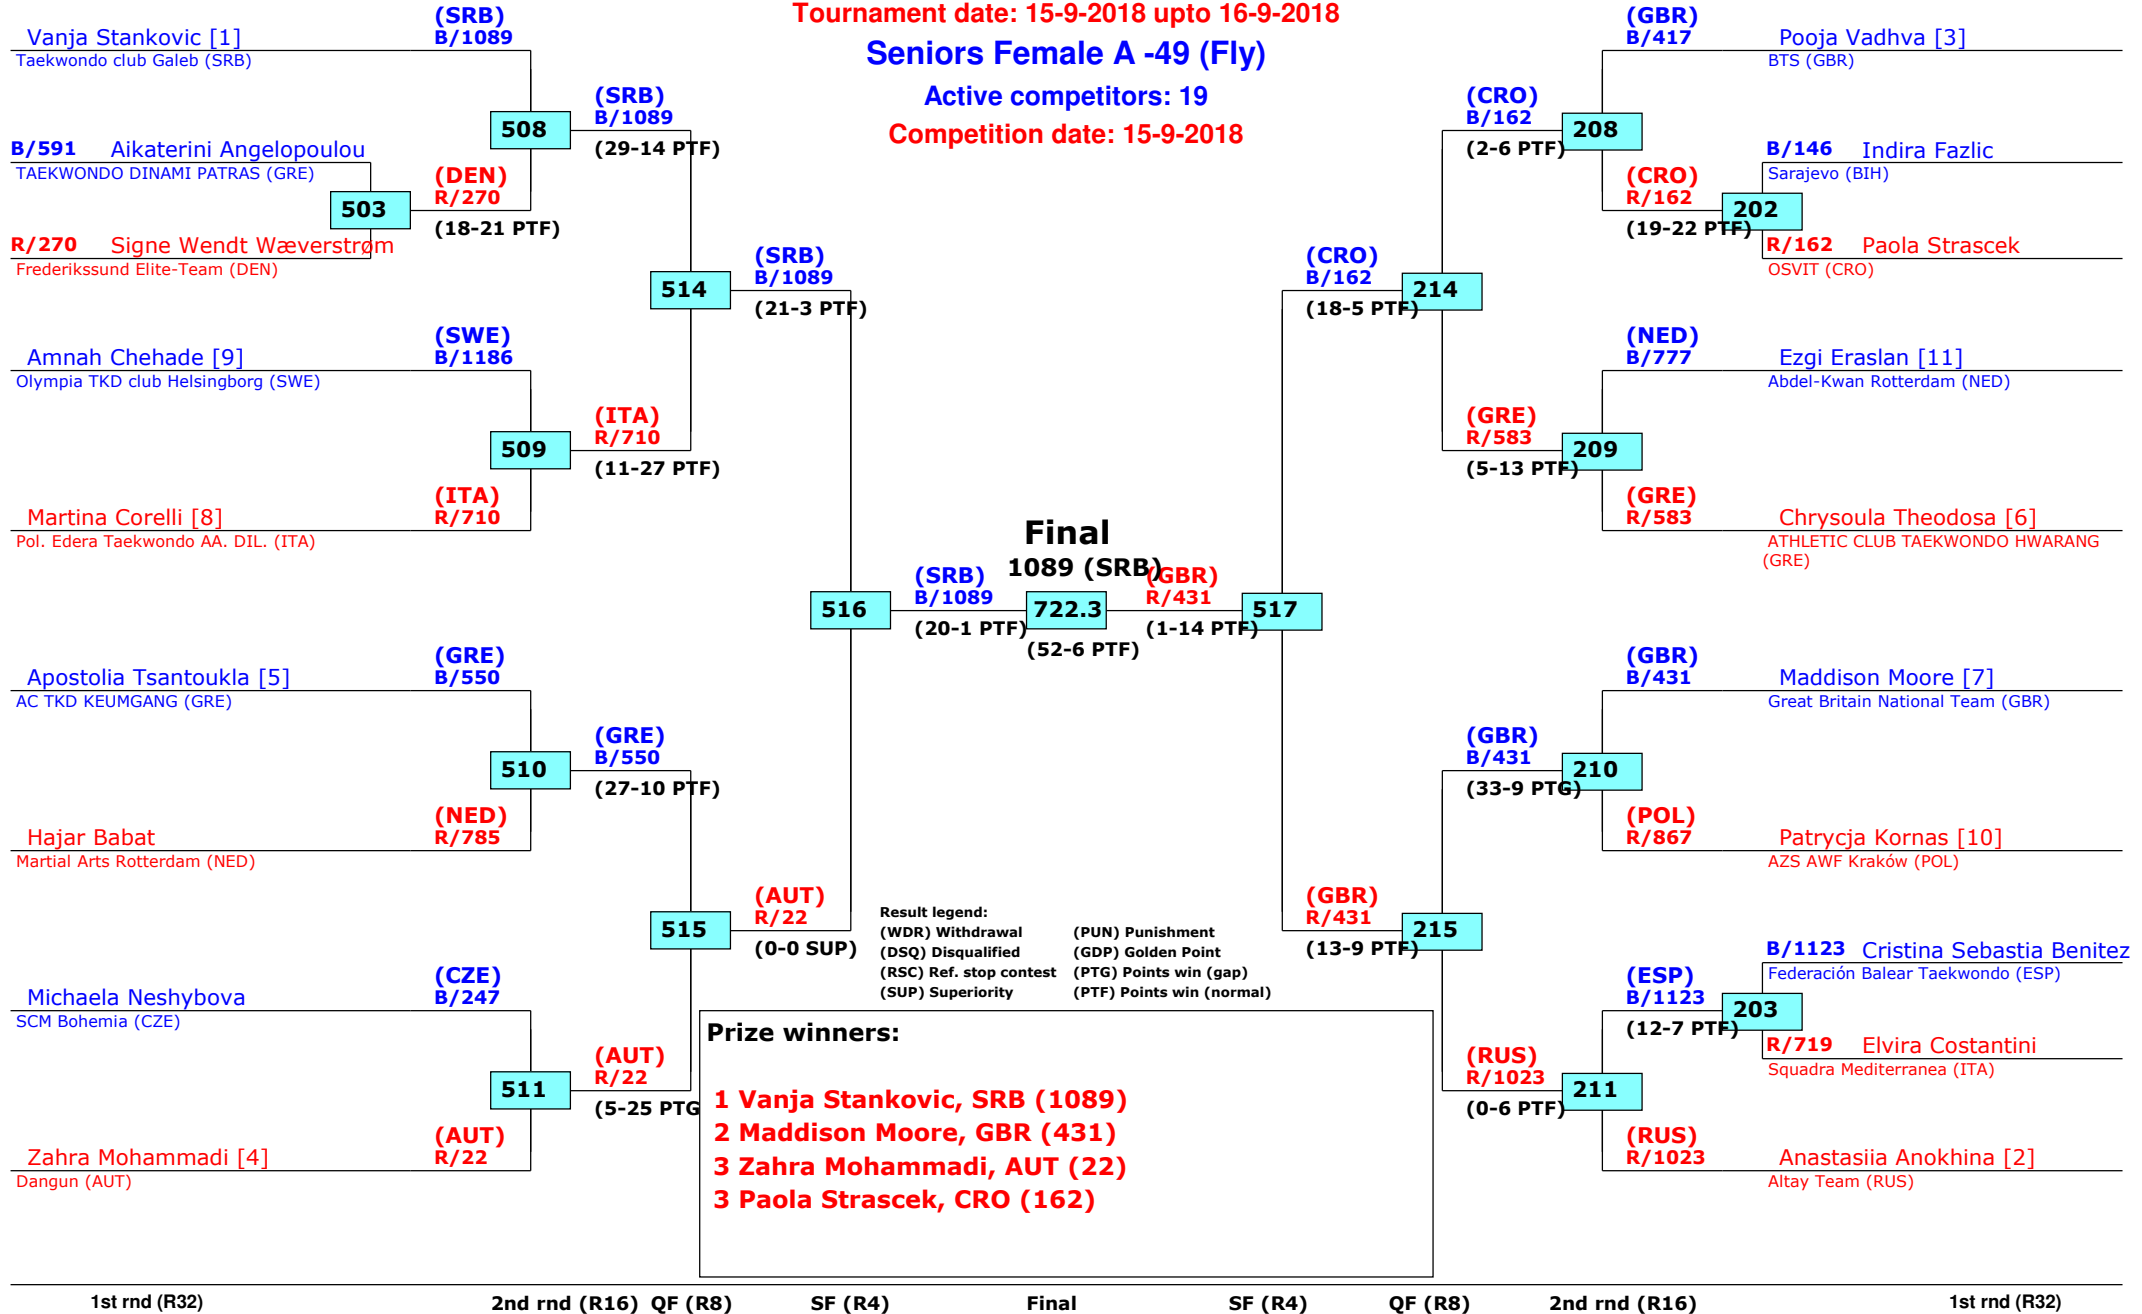 Tournament date: 15-9-2018 upto 16-9-2018
Seniors Female A -49 (Fly)
Active competitors: 19
Competition date: 15-9-2018
Vanja Stankovic [1]
(SRB)
B/1089
Taekwondo club Galeb (SRB)
508
(SRB)
B/1089
(29-14 PTF)
B/591 Aikaterini Angelopoulou
TAEKWONDO DINAMI PATRAS (GRE)
503
(DEN)
R/270
(18-21 PTF)
R/270 Signe Wendt Wæverstrøm
Frederikssund Elite-Team (DEN)
514
(SRB)
B/1089
(21-3 PTF)
Amnah Chehade [9]
(SWE)
B/1186
Olympia TKD club Helsingborg (SWE)
509
(ITA)
R/710
(11-27 PTF)
Martina Corelli [8]
(ITA)
R/710
Pol. Edera Taekwondo AA. DIL. (ITA)
516
(SRB)
B/1089
(20-1 PTF)
Final
1089 (SRB)
722.3
(52-6 PTF)
(GBR)
R/431
(1-14 PTF)
517
Apostolia Tsantoukla [5]
(GRE)
B/550
AC TKD KEUMGANG (GRE)
510
(GRE)
B/550
(27-10 PTF)
Hajar Babat
(NED)
R/785
Martial Arts Rotterdam (NED)
515
(AUT)
R/22
(0-0 SUP)
Michaela Neshybova
(CZE)
B/247
SCM Bohemia (CZE)
511
(AUT)
R/22
(5-25 PTG
Zahra Mohammadi [4]
(AUT)
R/22
Dangun (AUT)
(GBR)
B/417
Pooja Vadhva [3]
BTS (GBR)
(CRO)
B/162
208
(2-6 PTF)
B/146 Indira Fazlic
Sarajevo (BIH)
(CRO)
R/162
202
(19-22 PTF)
R/162 Paola Strascek
OSVIT (CRO)
(CRO)
B/162
214
(18-5 PTF)
(NED)
B/777
Ezgi Eraslan [11]
Abdel-Kwan Rotterdam (NED)
(GRE)
R/583
209
(5-13 PTF)
(GRE)
R/583
Chrysoula Theodosa [6]
ATHLETIC CLUB TAEKWONDO HWARANG
(GRE)
(GBR)
B/431
Maddison Moore [7]
Great Britain National Team (GBR)
(GBR)
B/431
210
(33-9 PTG)
(POL)
R/867
Patrycja Kornas [10]
AZS AWF Kraków (POL)
(GBR)
R/431
215
(13-9 PTF)
B/1123 Cristina Sebastia Benitez
Federación Balear Taekwondo (ESP)
(ESP)
B/1123
203
(12-7 PTF)
R/719 Elvira Costantini
Squadra Mediterranea (ITA)
(RUS)
R/1023
211
(0-6 PTF)
(RUS)
R/1023
Anastasiia Anokhina [2]
Altay Team (RUS)
Result legend:
(WDR) Withdrawal (PUN) Punishment
(DSQ) Disqualified (GDP) Golden Point
(RSC) Ref. stop contest (PTG) Points win (gap)
(SUP) Superiority (PTF) Points win (normal)
Prize winners:
1 Vanja Stankovic, SRB (1089)
2 Maddison Moore, GBR (431)
3 Zahra Mohammadi, AUT (22)
3 Paola Strascek, CRO (162)
1st rnd (R32) 2nd rnd (R16) QF (R8) SF (R4) Final SF (R4) QF (R8) 2nd rnd (R16) 1st rnd (R32)